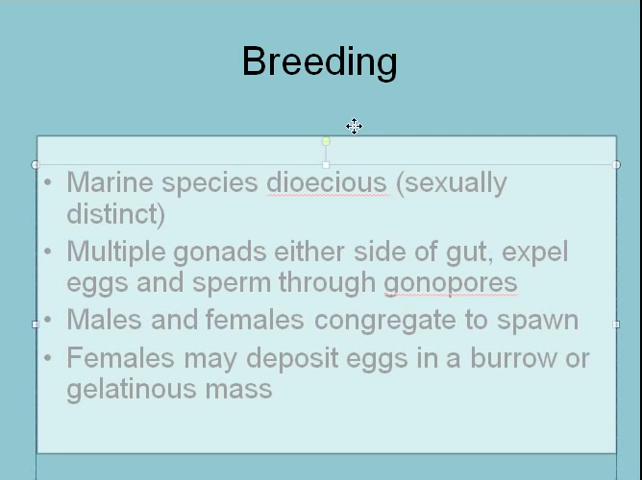 Breeding
• Marine species dioecious (sexually
distinct)
• Multiple gonads either side of gut, expel
eggs and sperm through gonopores
• Males and females congregate to spawn
• Females may deposit eggs in a burrow or
gelatinous mass